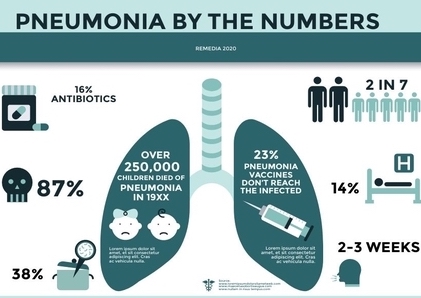 PNEUMONIA BY THE NUMBERS
REMEDIA 2020
16%
ANTIBIOTICS
2 IN 7
OVER
250,000
CHILDREN DIED OF
PNEUMONIA
IN 19XX
23%
PNEUMONIA
VACCINES
DON'T REACH
THE INFECTED
87%
H
14%
Lorem ipsum dolor sit
amet, et sit consectetur
adipiscing elit. Cras
ac vehicula nulla.
Lorem ipsum dolor sit
amet, et sit consectetur
adipiscing elit. Cras
ac vehicula nulla.
2-3 WEEKS
38%
Source: